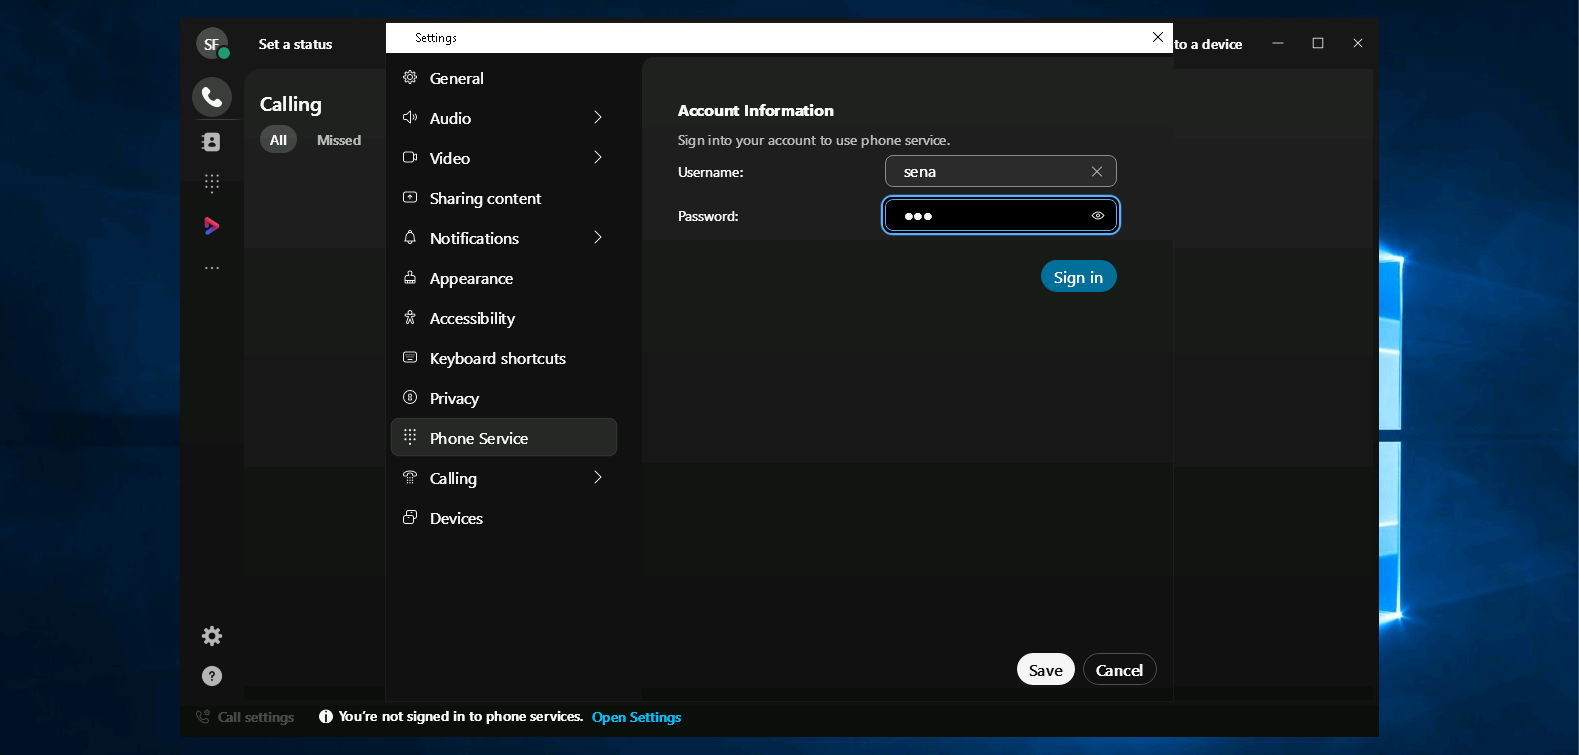 SF
Set a status
Settings
to a device
Calling
All
Missed
General
Audio
Video
Sharing content
Notifications
Appearance
Accessibility
Keyboard shortcuts
Privacy
Phone Service
Calling
Devices
Account Information
Sign into your account to use phone service.
Username:
sena
Password:
●●●
Sign in
Save
Cancel
Call settings
You're not signed in to phone services. Open Settings